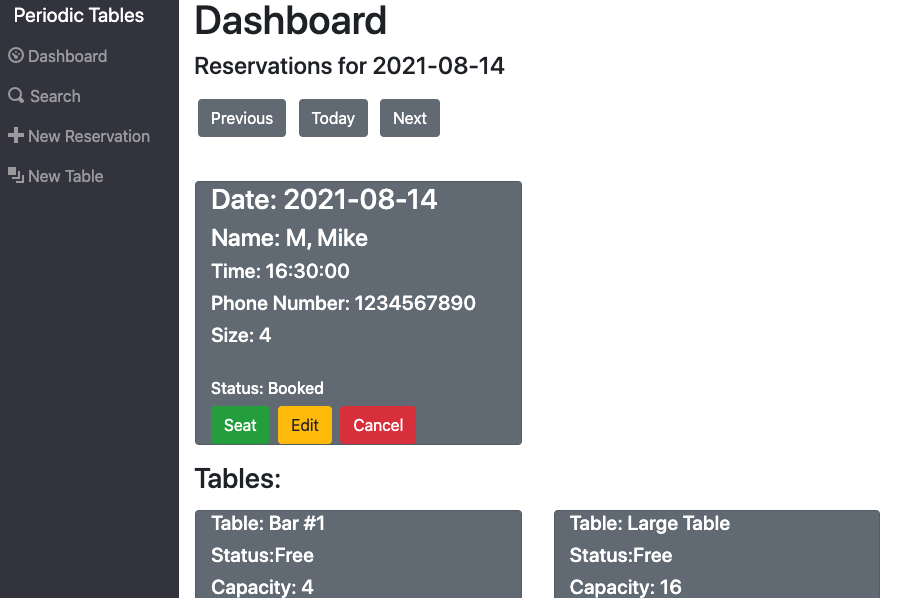 Periodic Tables
Dashboard
Search
New Reservation
New Table
Dashboard
Reservations for 2021-08-14
Previous
Today
Next
Date: 2021-08-14
Name: M, Mike
Time: 16:30:00
Phone Number: 1234567890
Size: 4
Status: Booked
Seat
Edit
Cancel
Tables:
Table: Bar #1
Status:Free
Capacity: 4
Table: Large Table
Status:Free
Capacity: 16